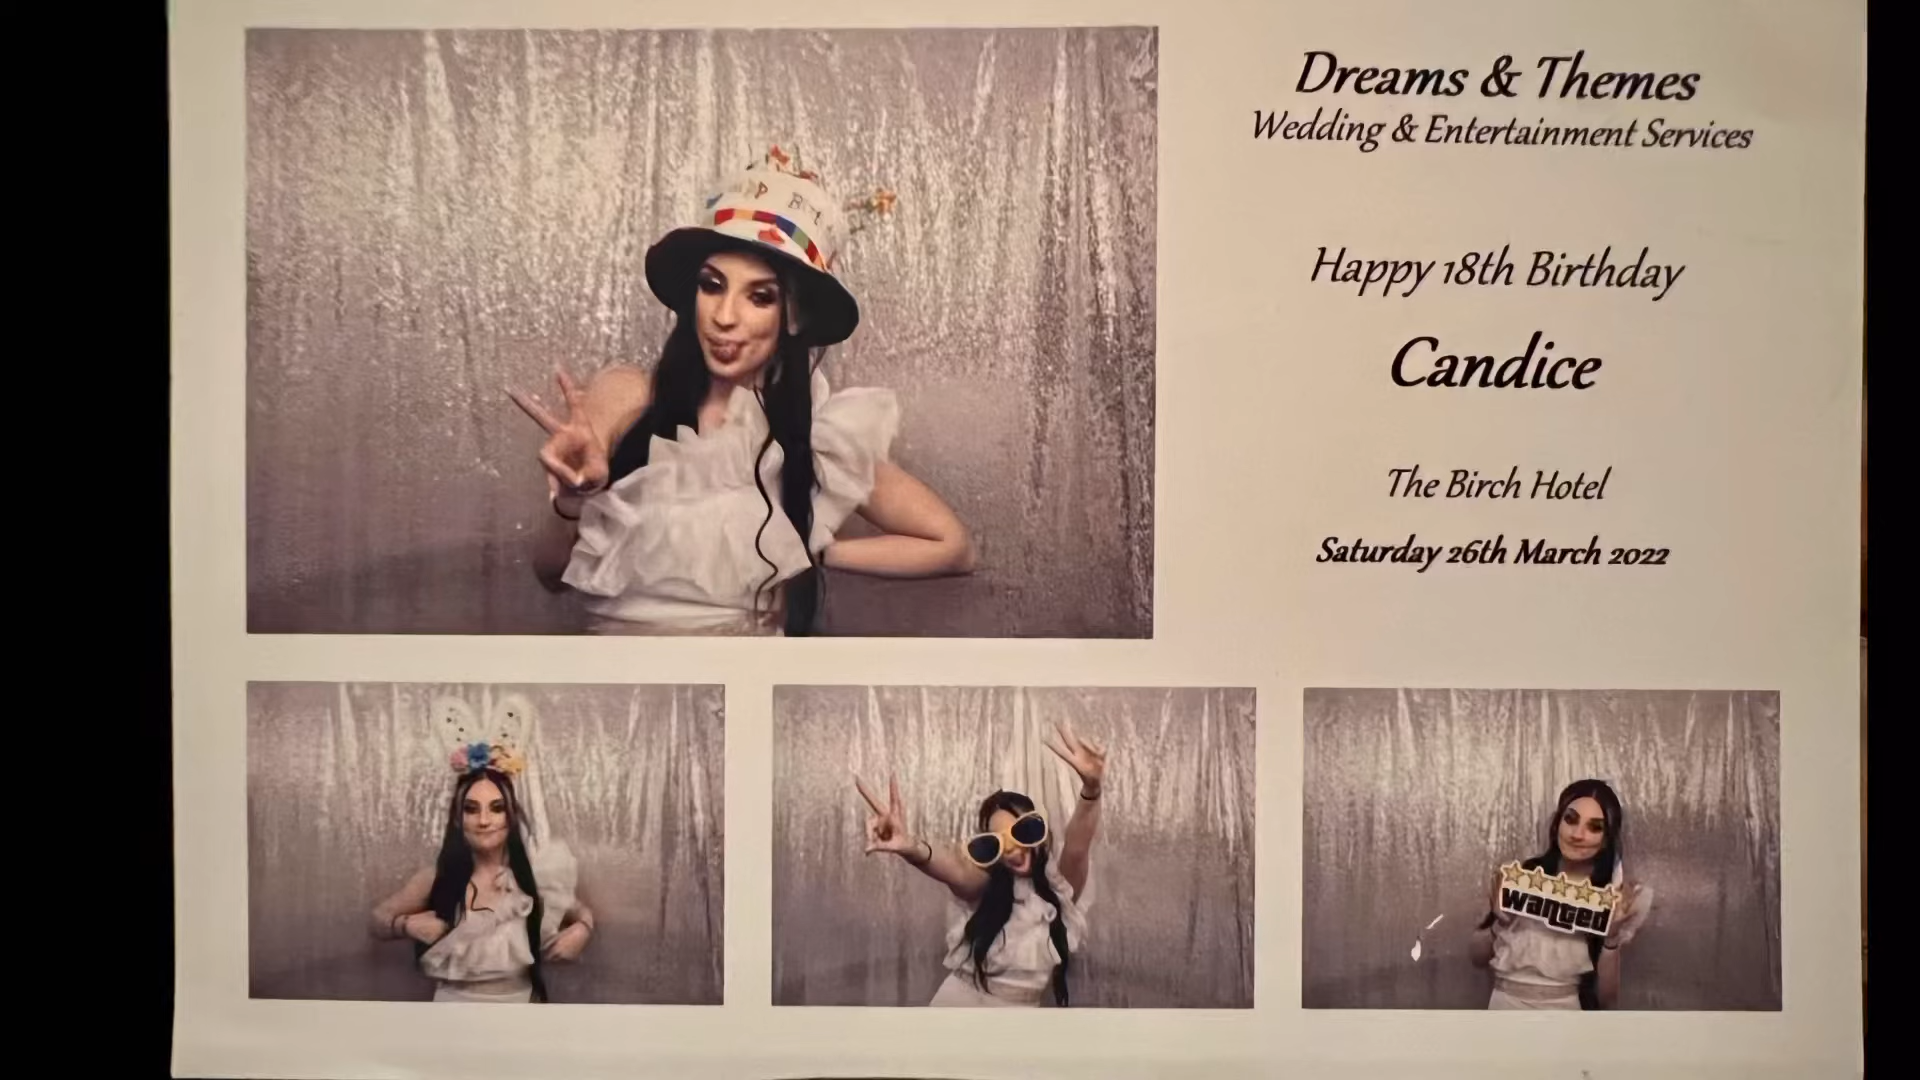 Dreams & Themes
Wedding & Entertainment Services
Happy 18th Birthday
Candice
The Birch Hotel
Saturday 26th March 2022
wanted